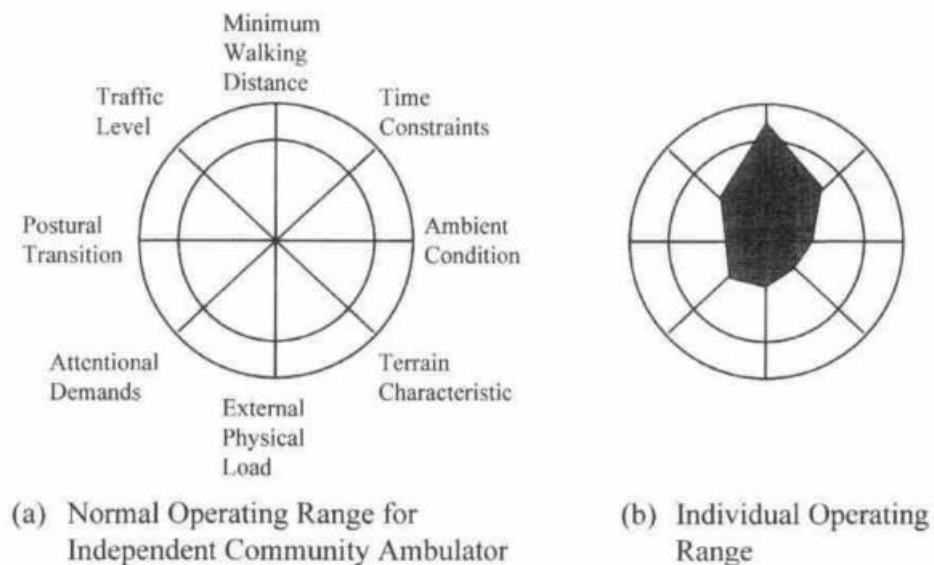 Minimum
Walking
Distance
Traffic
Level
Time
Constraints
Postural
Transition
Ambient
Condition
Attentional
Demands
Terrain
Characteristic
External
Physical
Load
(a) Normal Operating Range for
Independent Community Ambulator
(b) Individual Operating
Range